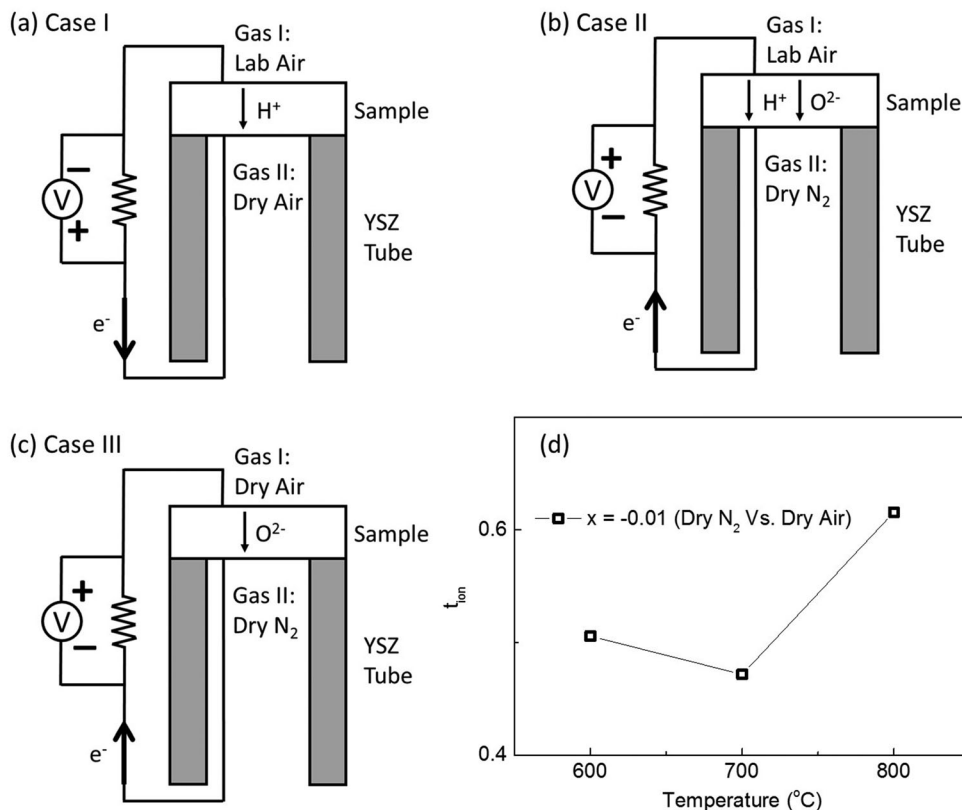 (a) Case I
Gas I:
Lab Air
H⁺
Sample
Gas II:
Dry Air
YSZ
Tube
−
V
+
e⁻
(b) Case II
Gas I:
Lab Air
H⁺ O²⁻
Sample
Gas II:
Dry N₂
YSZ
Tube
+
V
−
e⁻
(c) Case III
Gas I:
Dry Air
O²⁻
Sample
Gas II:
Dry N₂
YSZ
Tube
+
V
−
e⁻
(d)
x = -0.01 (Dry N₂ Vs. Dry Air)
0.6
0.4
t_ion
600 700 800
Temperature (°C)